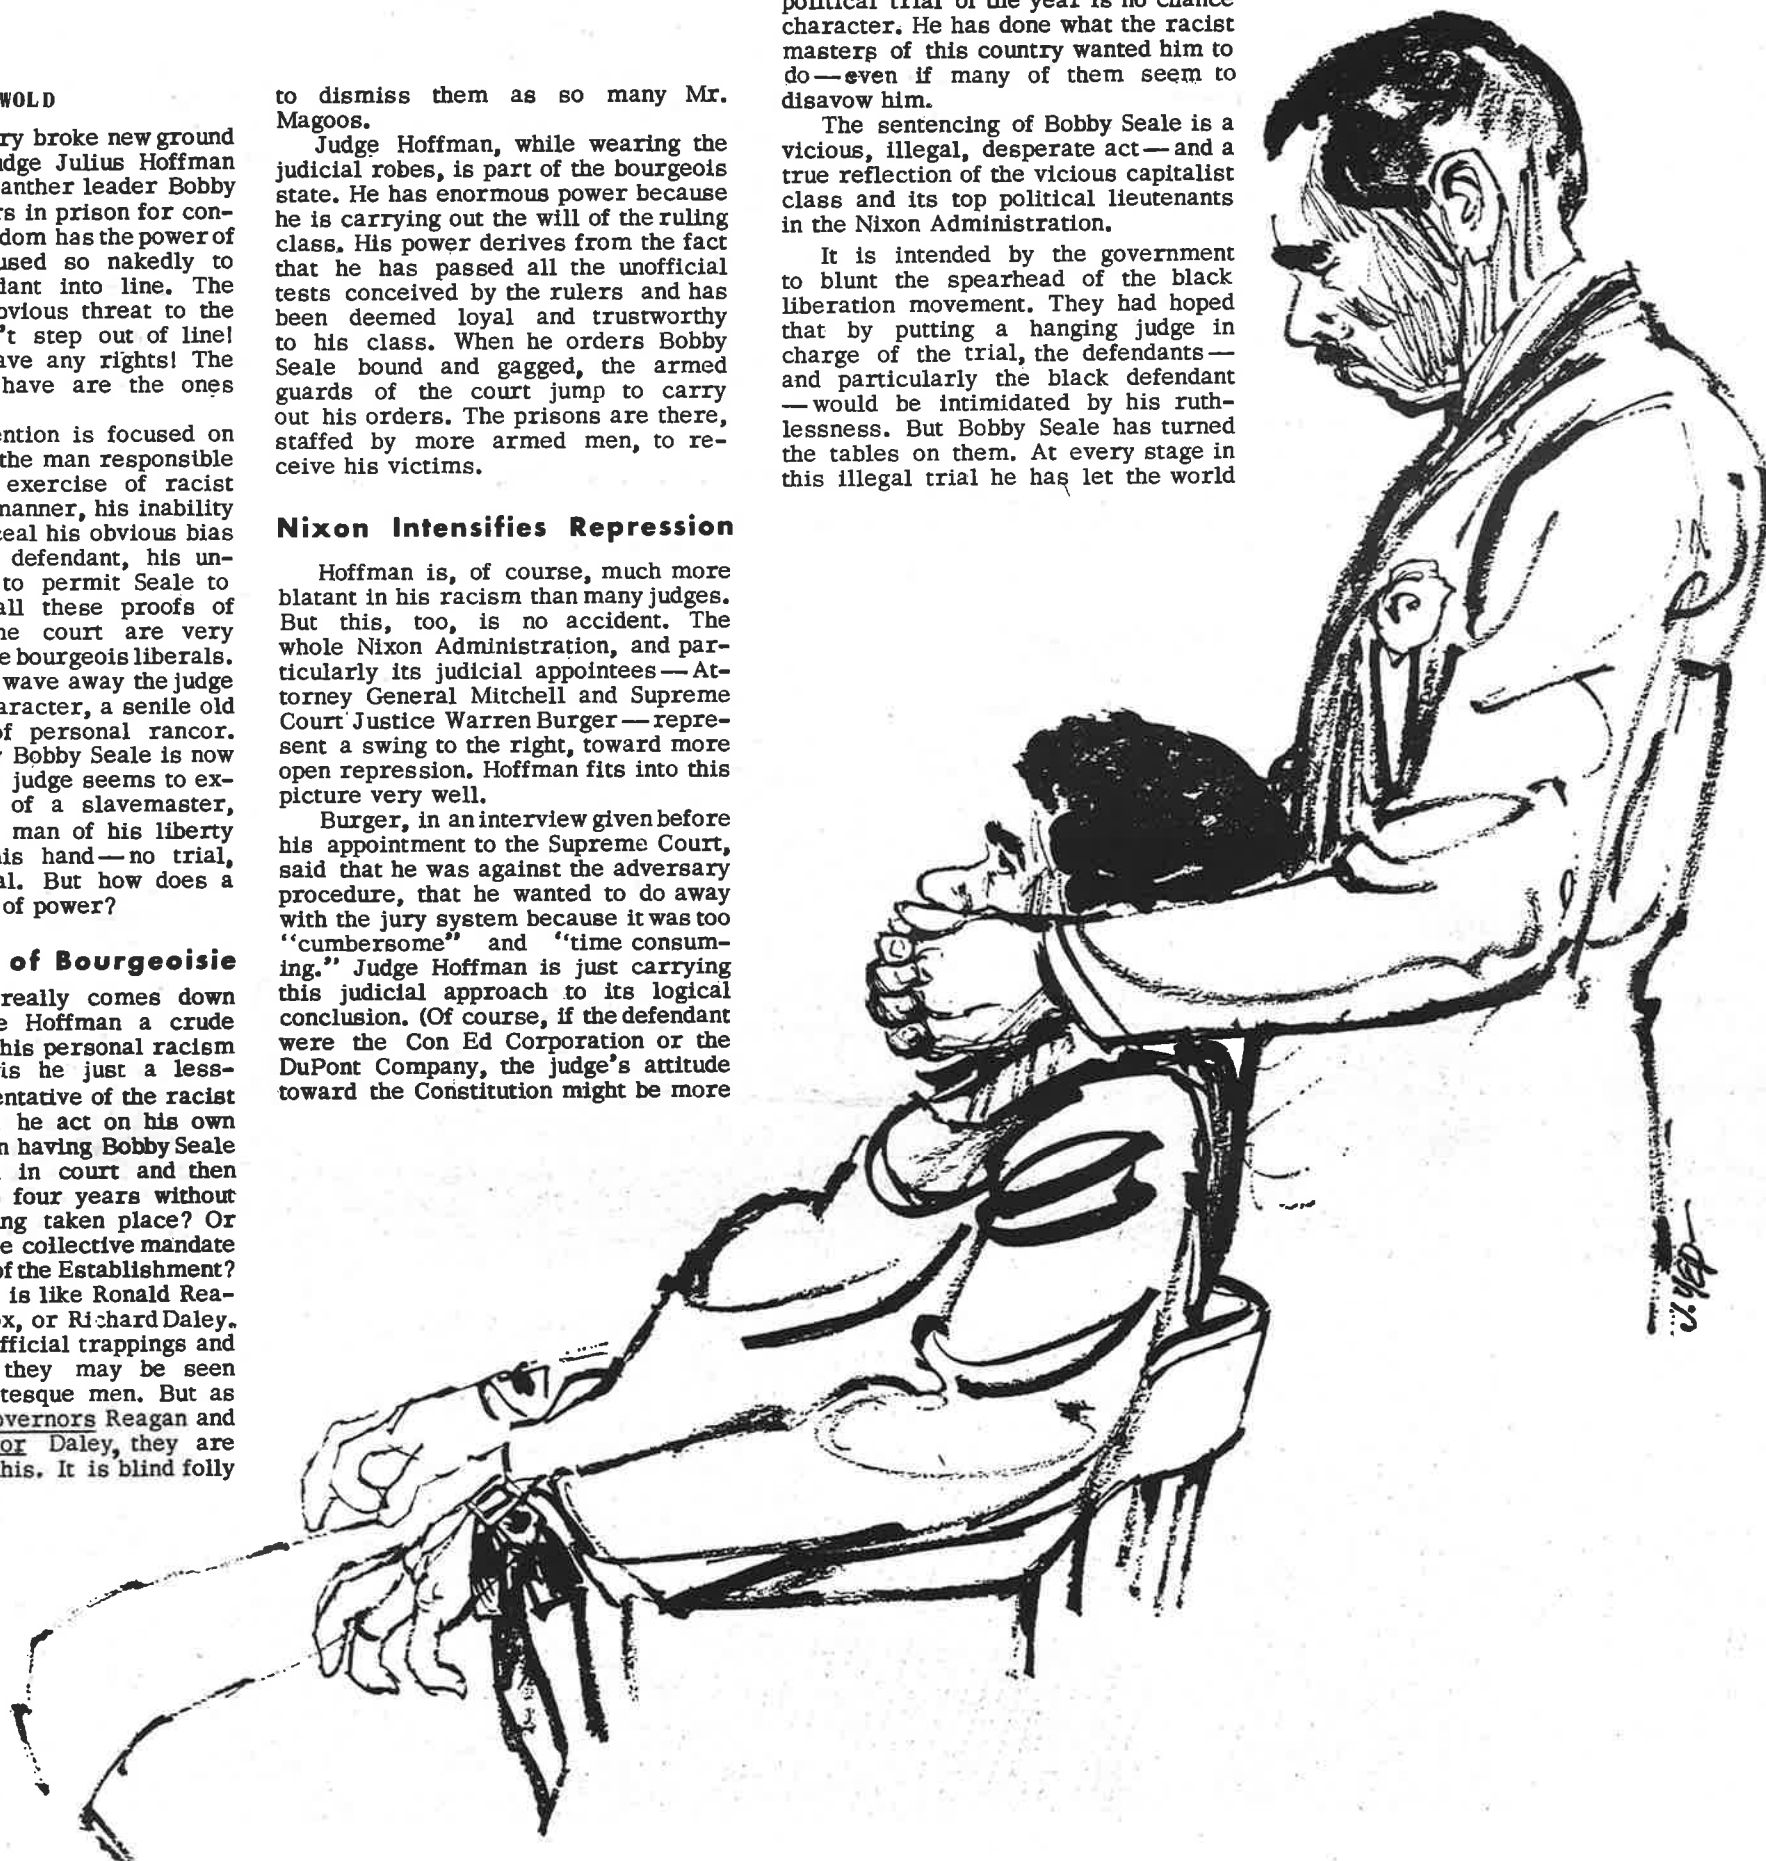 WOLD
ry broke new ground
udge Julius Hoffman
anther leader Bobby
rs in prison for con-
dom has the power of
used so nakedly to
dant into line. The
bvious threat to the
't step out of line!
ave any rights! The
have are the ones
ention is focused on
the man responsible
exercise of racist
manner, his inability
ceal his obvious bias
defendant, his un-
to permit Seale to
all these proofs of
he court are very
e bourgeois liberals.
wave away the judge
aracter, a senile old
of personal rancor.
Bobby Seale is now
judge seems to ex-
of a slavemaster,
man of his liberty
his hand—no trial,
al. But how does a
of power?
of Bourgeoisie
really comes down
e Hoffman a crude
his personal racism
is he just a less-
entative of the racist
he act on his own
n having Bobby Seale
in court and then
four years without
ng taken place? Or
e collective mandate
of the Establishment?
is like Ronald Rea-
ox, or Richard Daley.
fficial trappings and
they may be seen
tesque men. But as
overnors Reagan and
or Daley, they are
his. It is blind folly
to dismiss them as so many Mr.
Magoos.
Judge Hoffman, while wearing the
judicial robes, is part of the bourgeois
state. He has enormous power because
he is carrying out the will of the ruling
class. His power derives from the fact
that he has passed all the unofficial
tests conceived by the rulers and has
been deemed loyal and trustworthy
to his class. When he orders Bobby
Seale bound and gagged, the armed
guards of the court jump to carry
out his orders. The prisons are there,
staffed by more armed men, to re-
ceive his victims.
Nixon Intensifies Repression
Hoffman is, of course, much more
blatant in his racism than many judges.
But this, too, is no accident. The
whole Nixon Administration, and par-
ticularly its judicial appointees—At-
torney General Mitchell and Supreme
Court Justice Warren Burger—repre-
sent a swing to the right, toward more
open repression. Hoffman fits into this
picture very well.
Burger, in an interview given before
his appointment to the Supreme Court,
said that he was against the adversary
procedure, that he wanted to do away
with the jury system because it was too
"cumbersome" and "time consum-
ing." Judge Hoffman is just carrying
this judicial approach to its logical
conclusion. (Of course, if the defendant
were the Con Ed Corporation or the
DuPont Company, the judge's attitude
toward the Constitution might be more
political trial of the year is no chance
character. He has done what the racist
masters of this country wanted him to
do—even if many of them seem to
disavow him.
The sentencing of Bobby Seale is a
vicious, illegal, desperate act—and a
true reflection of the vicious capitalist
class and its top political lieutenants
in the Nixon Administration.
It is intended by the government
to blunt the spearhead of the black
liberation movement. They had hoped
that by putting a hanging judge in
charge of the trial, the defendants—
and particularly the black defendant
—would be intimidated by his ruth-
lessness. But Bobby Seale has turned
the tables on them. At every stage in
this illegal trial he has let the world
J. YEP